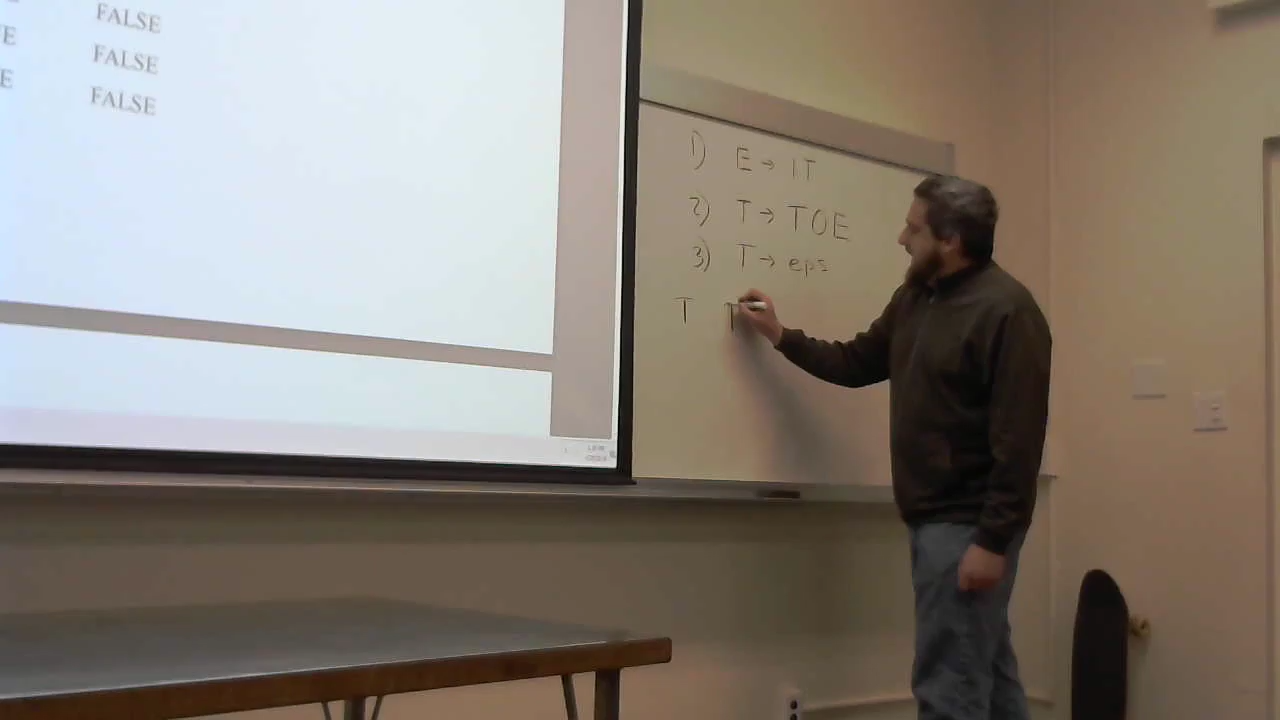 FALSE
FALSE
FALSE
1) E → IT
2) T → TOE
3) T → eps
T T